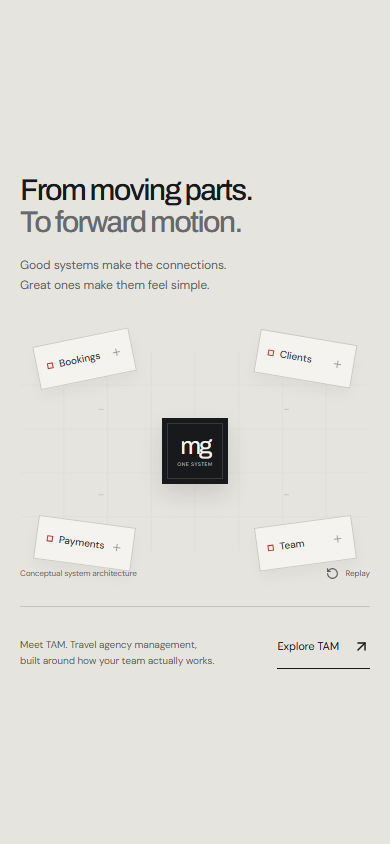 From moving parts.
To forward motion.
Good systems make the connections.
Great ones make them feel simple.
Bookings +
Clients +
mg
ONE SYSTEM
Payments +
Team +
Conceptual system architecture
Replay
Meet TAM. Travel agency management,
built around how your team actually works.
Explore TAM